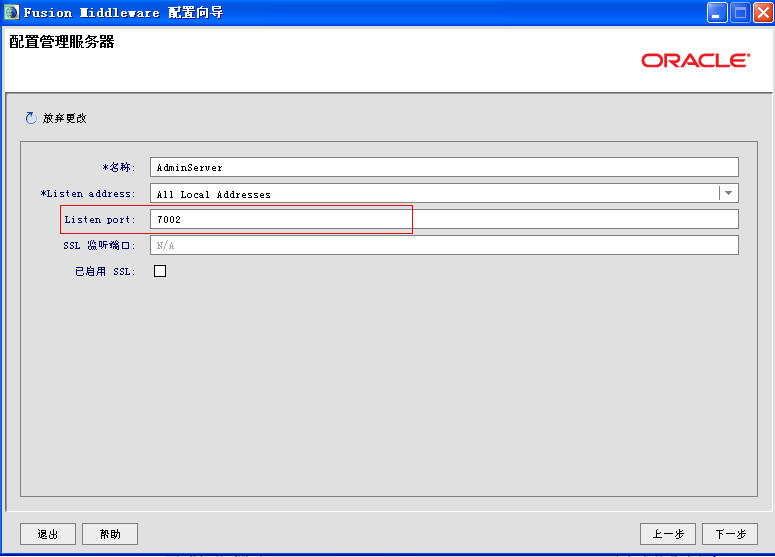 Fusion Middleware 配置向导
配置管理服务器
ORACLE
放弃更改
*名称: AdminServer
*Listen address: All Local Addresses
Listen port: 7002
SSL 监听端口: N/A
已启用 SSL:
退出 帮助 上一步 下一步